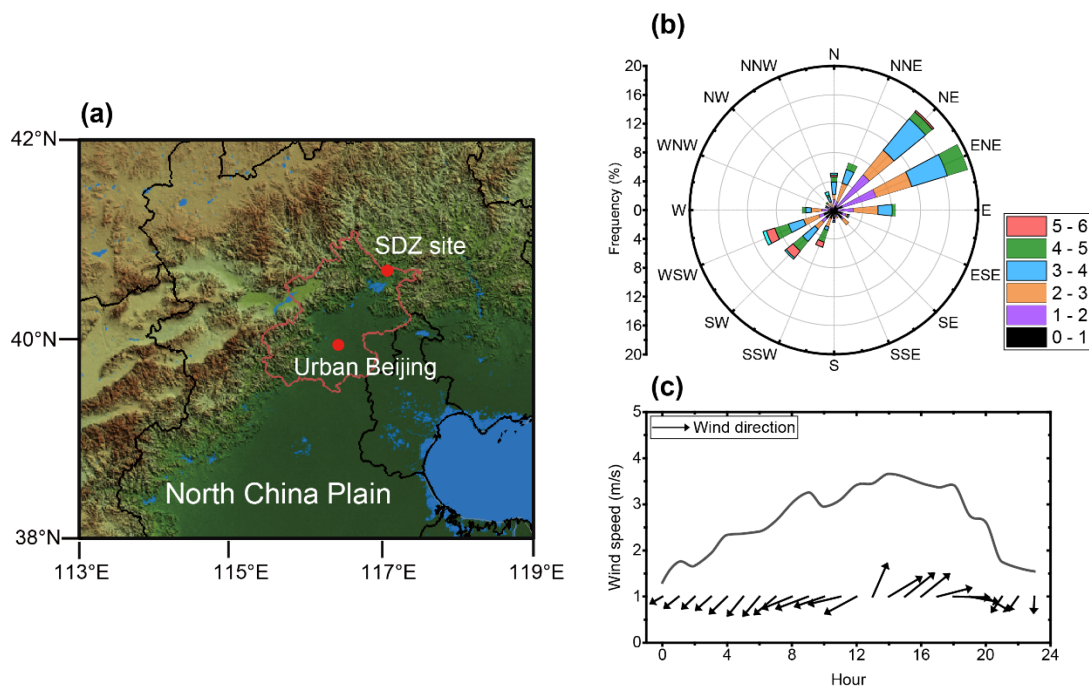 (a)
42°N
40°N
38°N
113°E
115°E
117°E
119°E
SDZ site
Urban Beijing
North China Plain
(b)
Frequency (%)
20
16
12
8
4
0
4
8
12
16
20
N
NNE
NE
ENE
E
ESE
SE
SSE
S
SSW
SW
WSW
W
WNW
NW
NNW
5 - 6
4 - 5
3 - 4
2 - 3
1 - 2
0 - 1
(c)
Wind direction
Wind speed (m/s)
5
4
3
2
1
0
0
4
8
12
16
20
24
Hour